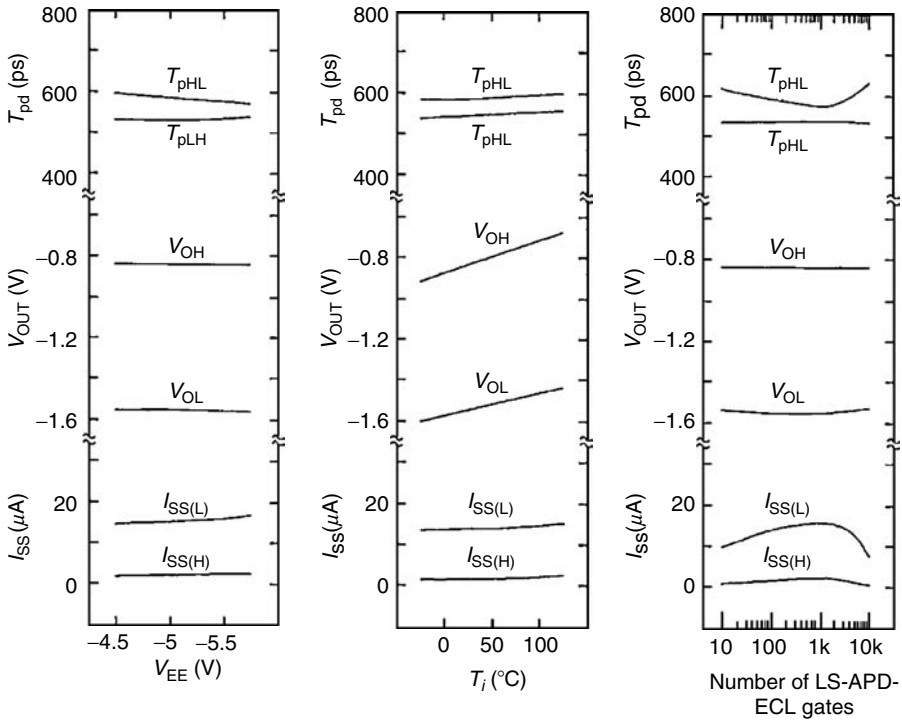 800
T_pd (ps)
T_pHL
600
T_pLH
400
−0.8
V_OH
V_OUT (V)
−1.2
V_OL
−1.6
20
I_SS(L)
I_SS (μA)
I_SS(H)
0
−4.5 −5 −5.5
V_EE (V)
800
T_pd (ps)
T_pHL
600
T_pHL
400
V_OH
−0.8
V_OUT (V)
−1.2
V_OL
−1.6
20
I_SS(L)
I_SS(μA)
I_SS(H)
0
0 50 100
T_i (°C)
800
T_pd (ps)
T_pHL
600
T_pHL
400
V_OH
−0.8
V_OUT (V)
−1.2
V_OL
−1.6
I_SS(L)
20
I_SS(μA)
I_SS(H)
0
10 100 1k 10k
Number of LS-APD-
ECL gates